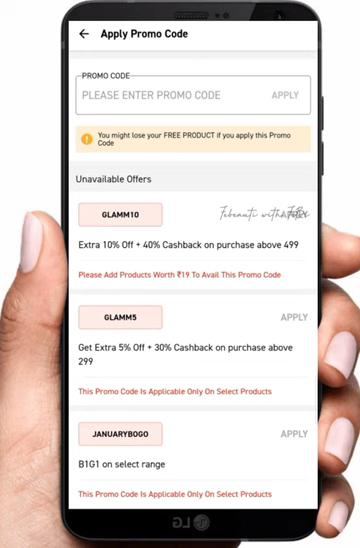 Apply Promo Code
PROMO CODE
PLEASE ENTER PROMO CODE APPLY
You might lose your FREE PRODUCT if you apply this Promo
Code
Unavailable Offers
GLAMM10
Extra 10% Off + 40% Cashback on purchase above 499
Please Add Products Worth ₹19 To Avail This Promo Code
GLAMM5 APPLY
Get Extra 5% Off + 30% Cashback on purchase above
299
This Promo Code Is Applicable Only On Select Products
JANUARYBOGO APPLY
B1G1 on select range
This Promo Code Is Applicable Only On Select Products
LG